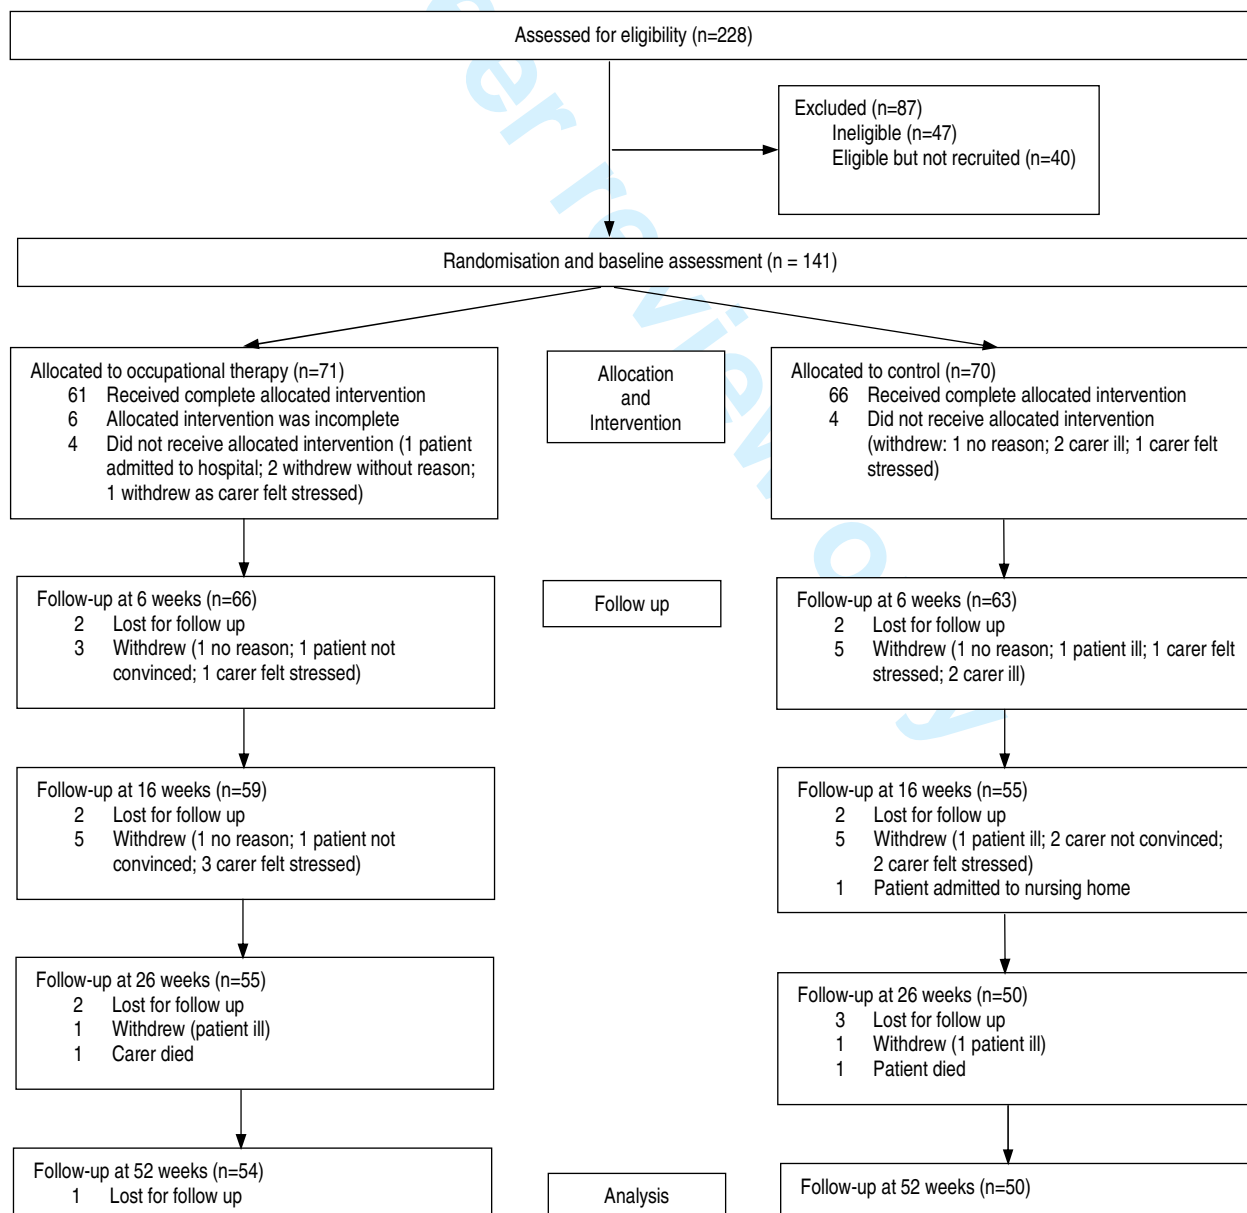 Assessed for eligibility (n=228)
Excluded (n=87)
Ineligible (n=47)
Eligible but not recruited (n=40)
Randomisation and baseline assessment (n = 141)
Allocated to occupational therapy (n=71)
61 Received complete allocated intervention
6 Allocated intervention was incomplete
4 Did not receive allocated intervention (1 patient
admitted to hospital; 2 withdrew without reason;
1 withdrew as carer felt stressed)
Allocation
and
Intervention
Allocated to control (n=70)
66 Received complete allocated intervention
4 Did not receive allocated intervention
(withdrew: 1 no reason; 2 carer ill; 1 carer felt
stressed)
Follow-up at 6 weeks (n=66)
2 Lost for follow up
3 Withdrew (1 no reason; 1 patient not
convinced; 1 carer felt stressed)
Follow up
Follow-up at 6 weeks (n=63)
2 Lost for follow up
5 Withdrew (1 no reason; 1 patient ill; 1 carer felt
stressed; 2 carer ill)
Follow-up at 16 weeks (n=59)
2 Lost for follow up
5 Withdrew (1 no reason; 1 patient not
convinced; 3 carer felt stressed)
Follow-up at 16 weeks (n=55)
2 Lost for follow up
5 Withdrew (1 patient ill; 2 carer not convinced;
2 carer felt stressed)
1 Patient admitted to nursing home
Follow-up at 26 weeks (n=55)
2 Lost for follow up
1 Withdrew (patient ill)
1 Carer died
Follow-up at 26 weeks (n=50)
3 Lost for follow up
1 Withdrew (1 patient ill)
1 Patient died
Follow-up at 52 weeks (n=54)
1 Lost for follow up
Analysis
Follow-up at 52 weeks (n=50)
er review only